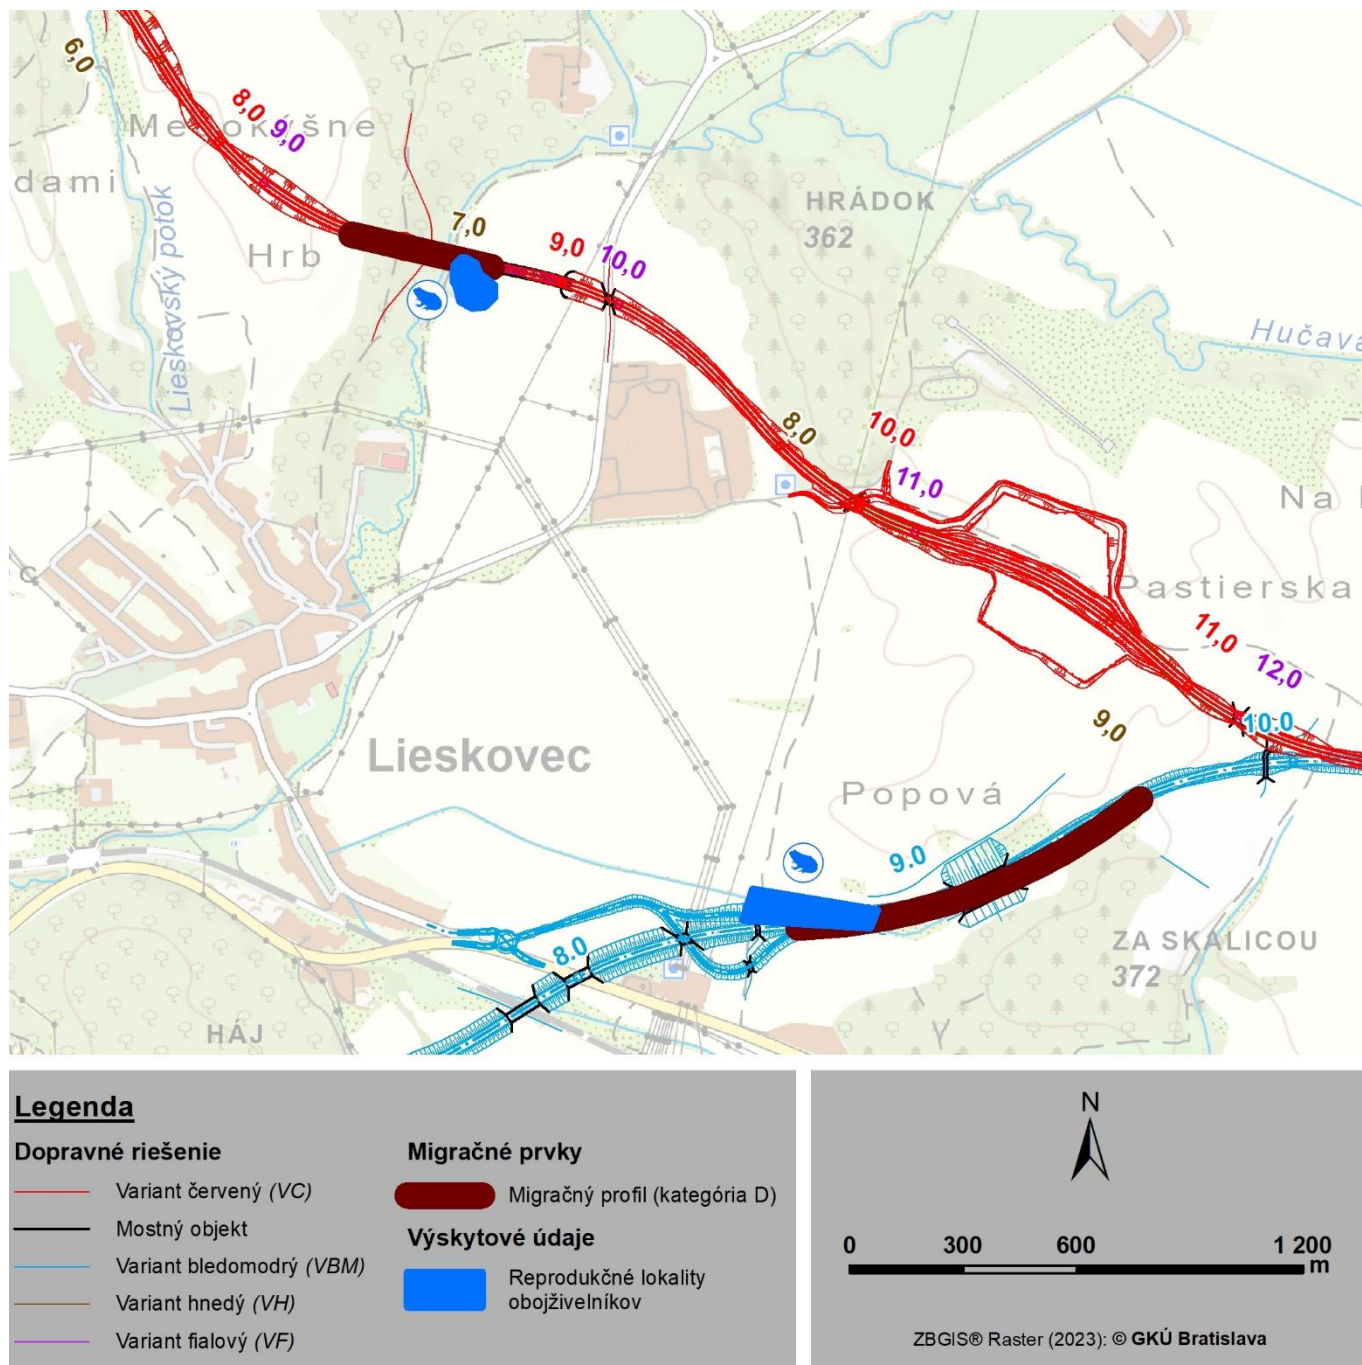 6,0
8,0
9,0
Mečokýšne
dami
Lieskovský potok
Hrb
7,0
9,0
10,0
HRÁDOK
362
Hučava
8,0
10,0
11,0
Na
Pastierska
11,0
12,0
10.0
9,0
Lieskovec
Popová
9.0
8.0
ZA SKALICOU
372
HÁJ
Legenda
Dopravné riešenie
Variant červený (VC)
Mostný objekt
Variant bledomodrý (VBM)
Variant hnedý (VH)
Variant fialový (VF)
Migračné prvky
Migračný profil (kategória D)
Výskytové údaje
Reprodukčné lokality
obojživelníkov
N
0 300 600 1 200
m
ZBGIS® Raster (2023): © GKÚ Bratislava